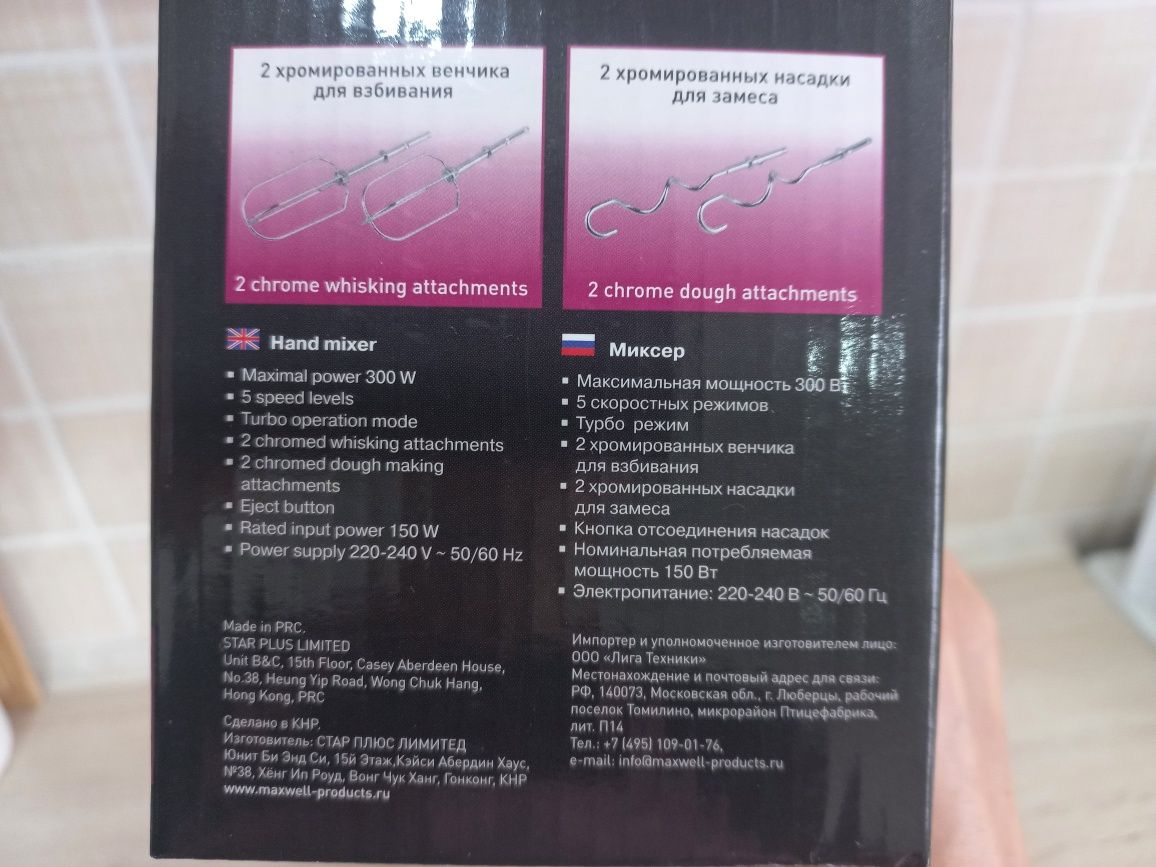 2 хромированных венчика
для взбивания
2 chrome whisking attachments
2 хромированных насадки
для замеса
2 chrome dough attachments
Hand mixer
▪ Maximal power 300 W
▪ 5 speed levels
▪ Turbo operation mode
▪ 2 chromed whisking attachments
▪ 2 chromed dough making
attachments
▪ Eject button
▪ Rated input power 150 W
▪ Power supply 220-240 V ~ 50/60 Hz
Made in PRC.
STAR PLUS LIMITED
Unit B&C, 15th Floor, Casey Aberdeen House,
No.38, Heung Yip Road, Wong Chuk Hang,
Hong Kong, PRC
Сделано в КНР.
Изготовитель: СТАР ПЛЮС ЛИМИТЕД
Юнит Би Энд Си, 15й Этаж,Кэйси Абердин Хаус,
№38, Хёнг Ип Роуд, Вонг Чук Ханг, Гонконг, КНР
www.maxwell-products.ru
Миксер
▪ Максимальная мощность 300 Вт
▪ 5 скоростных режимов
▪ Турбо режим
▪ 2 хромированных венчика
для взбивания
▪ 2 хромированных насадки
для замеса
▪ Кнопка отсоединения насадок
▪ Номинальная потребляемая
мощность 150 Вт
▪ Электропитание: 220-240 В ~ 50/60 Гц
Импортер и уполномоченное изготовителем лицо:
ООО «Лига Техники»
Местонахождение и почтовый адрес для связи:
РФ, 140073, Московская обл., г. Люберцы, рабочий
поселок Томилино, микрорайон Птицефабрика,
лит. П14
Тел.: +7 (495) 109-01-76,
e-mail: info@maxwell-products.ru